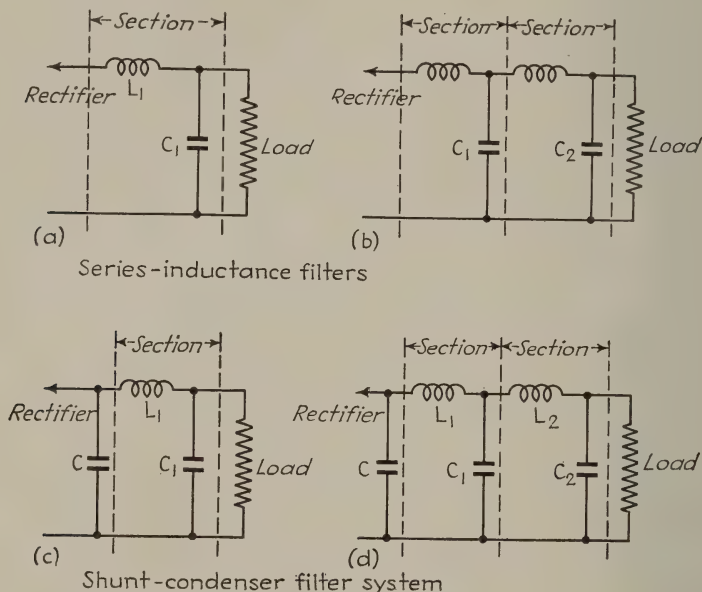 Section
Rectifier
L1
C1
Load
(a)
Section Section
Rectifier
C1
C2
Load
(b)
Series-inductance filters
Section
Rectifier
L1
C
C1
Load
(c)
Section Section
Rectifier
L1
L2
C
C1
C2
Load
(d)
Shunt-condenser filter system